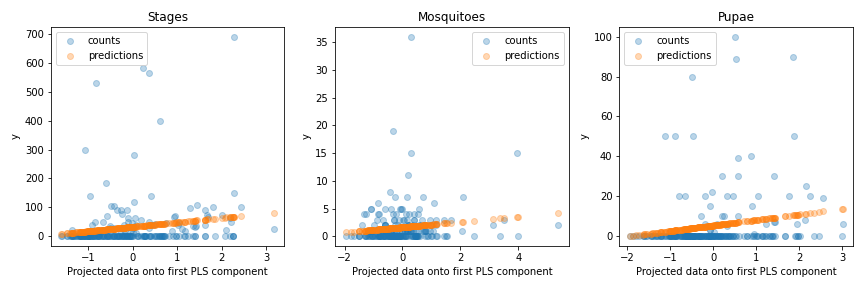 Stages
Mosquitoes
Pupae
700
600
500
400
300
200
100
0
y
counts
predictions
−1
0
1
2
3
Projected data onto first PLS component
35
30
25
20
15
10
5
0
y
counts
predictions
−2
0
2
4
Projected data onto first PLS component
100
80
60
40
20
0
y
counts
predictions
−2
−1
0
1
2
3
Projected data onto first PLS component